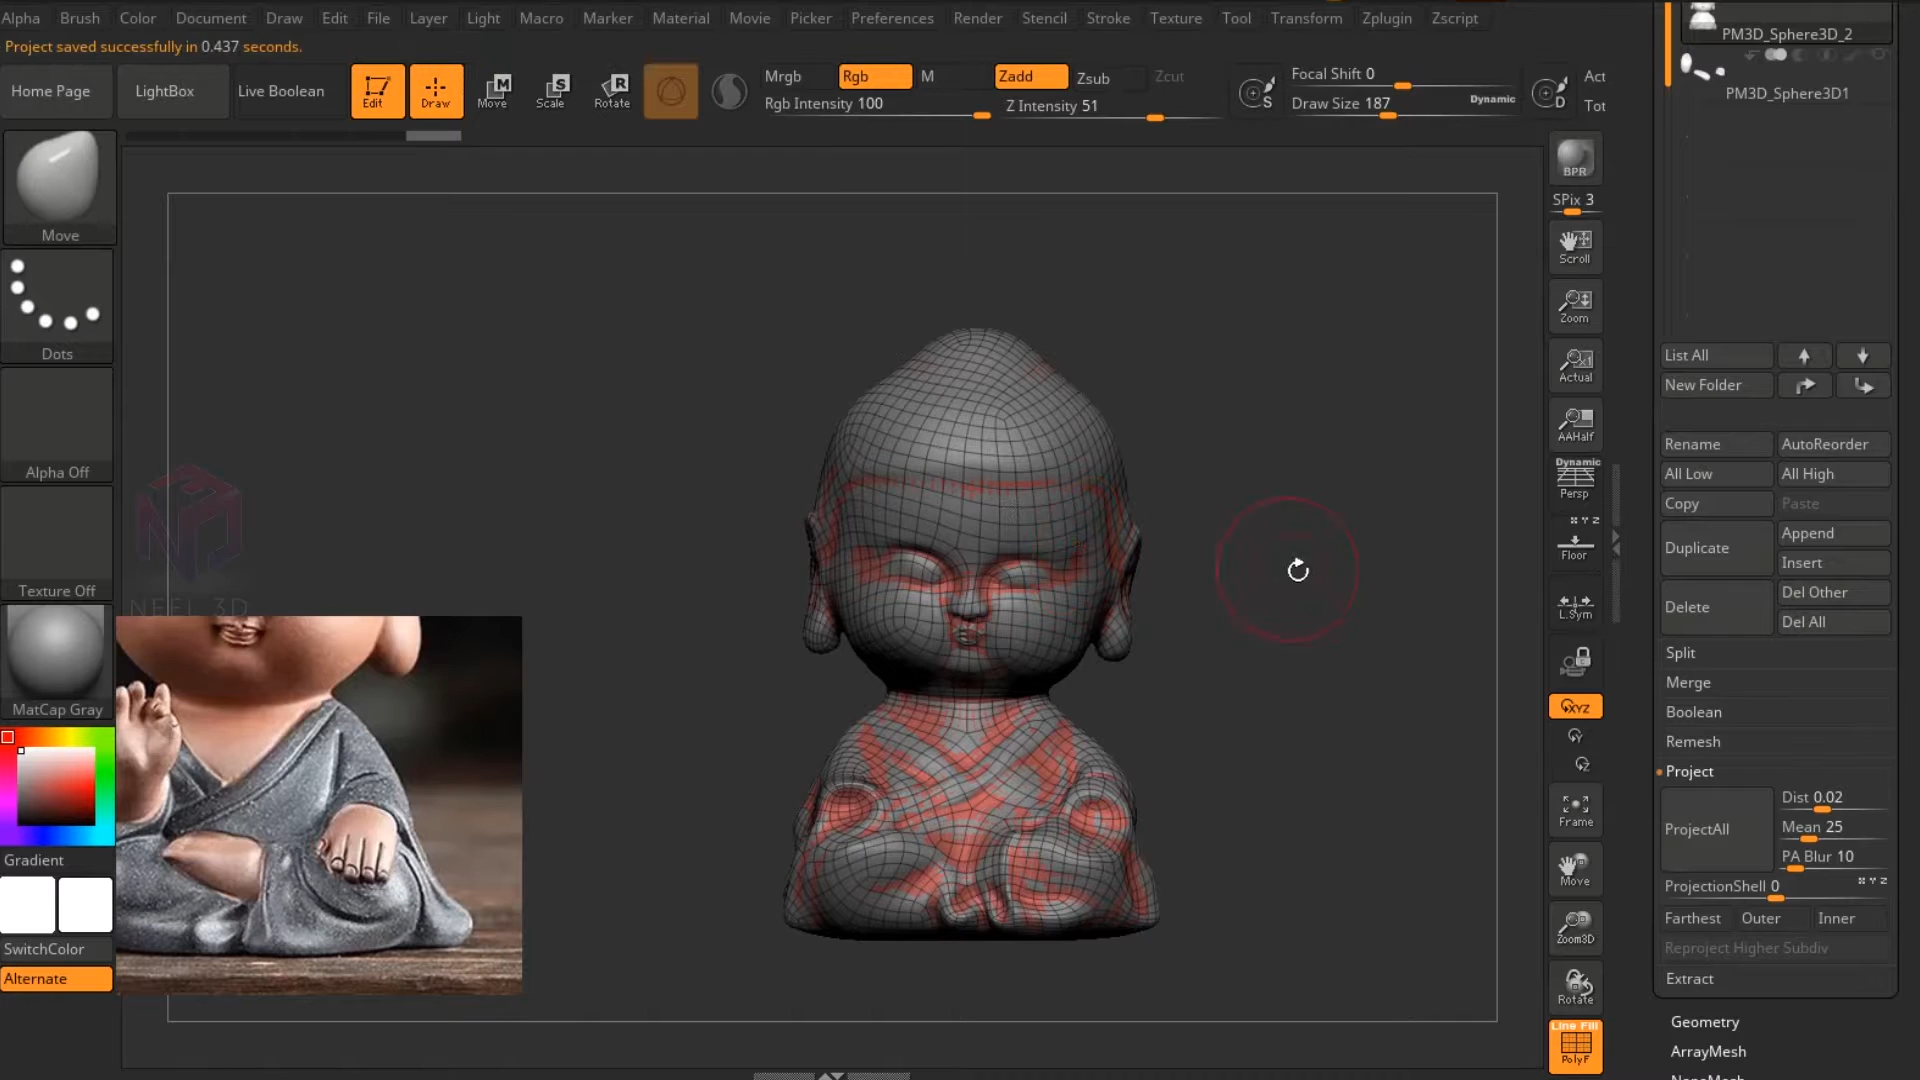 Alpha Brush Color Document Draw Edit File Layer Light Macro Marker Material Movie Picker Preferences Render Stencil Stroke Texture Tool Transform Zplugin Zscript
Project saved successfully in 0.437 seconds.
Home Page
LightBox
Live Boolean
Edit
Draw
Move
Scale
Rotate
Mrgb
Rgb
M
Rgb Intensity 100
Zadd
Zsub
Zcut
Z Intensity 51
Focal Shift 0
Draw Size 187
Dynamic
S
D
Act
Tot
Move
Dots
Alpha Off
Texture Off
MatCap Gray
Gradient
SwitchColor
Alternate
NEEL 3D
BPR
SPix 3
Scroll
Zoom
Actual
AAHalf
Dynamic
Persp
X Y Z
Floor
L.Sym
XYZ
Y
Z
Frame
Move
Zoom3D
Rotate
Line Fill
PolyF
PM3D_Sphere3D_2
PM3D_Sphere3D1
List All
New Folder
Rename
AutoReorder
All Low
All High
Copy
Paste
Duplicate
Append
Insert
Delete
Del Other
Del All
Split
Merge
Boolean
Remesh
Project
ProjectAll
Dist 0.02
Mean 25
PA Blur 10
ProjectionShell 0
X Y Z
Farthest
Outer
Inner
Reproject Higher Subdiv
Extract
Geometry
ArrayMesh
NanoMesh